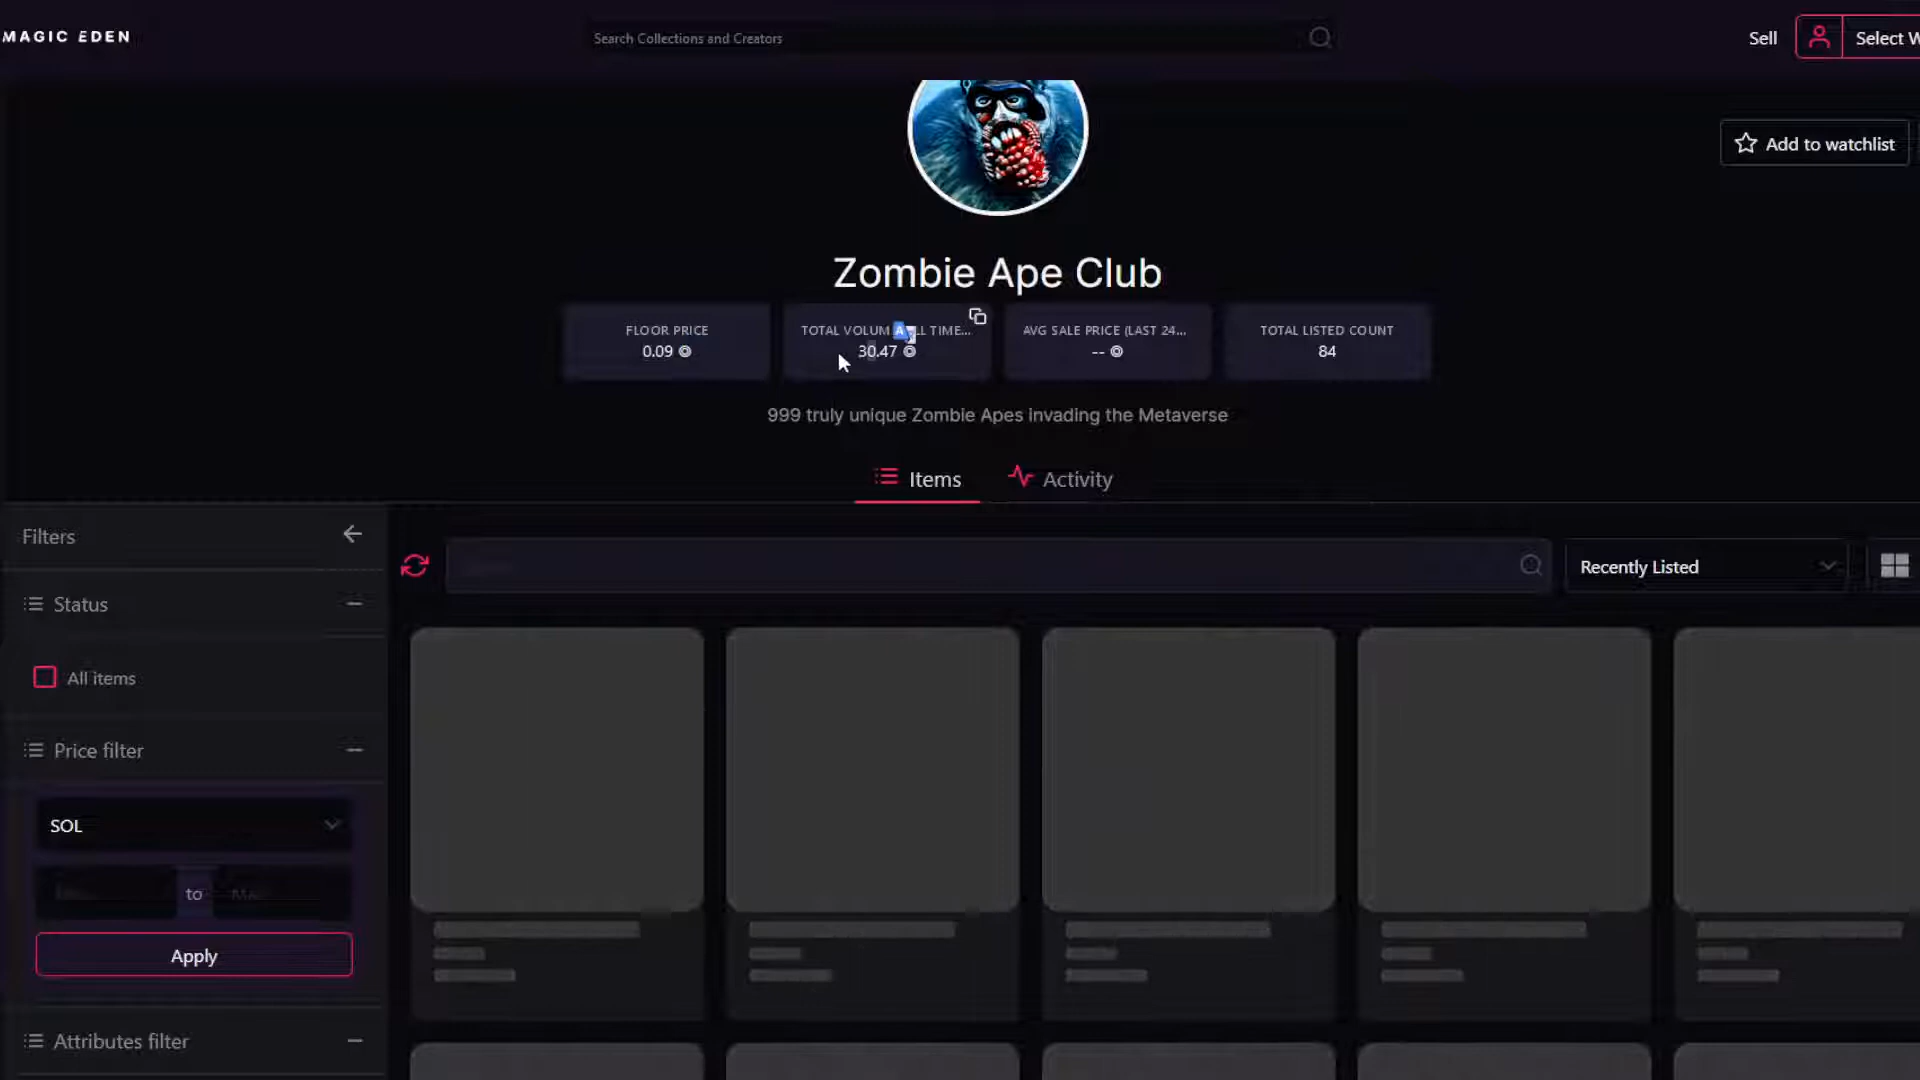 MAGIC EDEN
Search Collections and Creators
Sell
Select W
Add to watchlist
Zombie Ape Club
FLOOR PRICE
0.09
TOTAL VOLUM LL TIME...
30.47
AVG SALE PRICE (LAST 24...
--
TOTAL LISTED COUNT
84
999 truly unique Zombie Apes invading the Metaverse
Items
Activity
Filters
Recently Listed
Status
All items
Price filter
SOL
to
Apply
Attributes filter